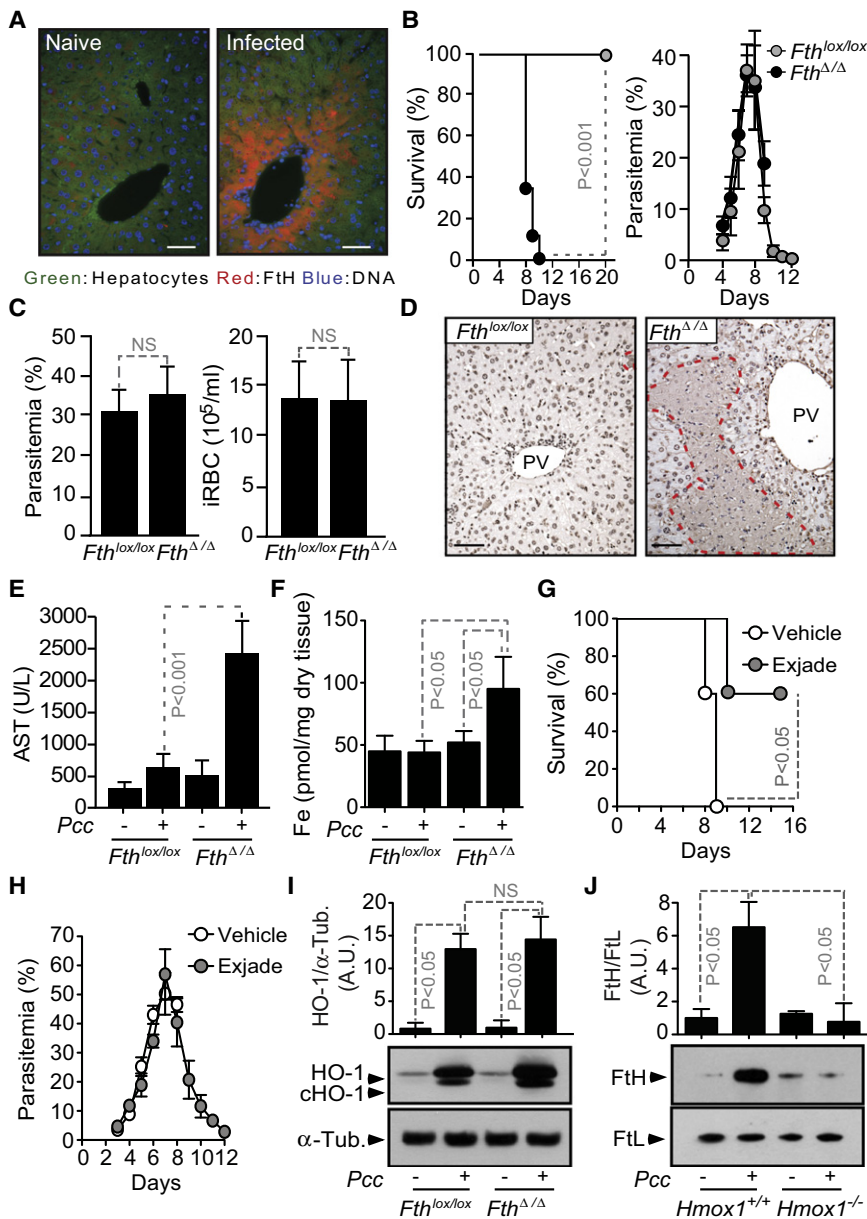 A
Naive
Infected
Green:Hepatocytes Red:FtH Blue:DNA
B
Survival (%)
100
80
60
40
20
0
P<0.001
0 4 8 12 16 20
Days
Parasitemia (%)
40
30
20
10
0
0 4 8 12
Days
Fth^lox/lox
Fth^Δ/Δ
C
Parasitemia (%)
50
40
30
20
10
0
NS
Fth^lox/lox Fth^Δ/Δ
iRBC (10^5/ml)
20
15
10
5
0
NS
Fth^lox/lox Fth^Δ/Δ
D
Fth^lox/lox
PV
Fth^Δ/Δ
PV
E
AST (U/L)
3000
2500
2000
1500
1000
500
0
P<0.001
Pcc - + - +
Fth^lox/lox Fth^Δ/Δ
F
Fe (pmol/mg dry tissue)
150
100
50
0
P<0.05
P<0.05
Pcc - + - +
Fth^lox/lox Fth^Δ/Δ
G
Survival (%)
100
80
60
40
20
0
Vehicle
Exjade
P<0.05
0 4 8 12 16
Days
H
Parasitemia (%)
70
60
50
40
30
20
10
0
Vehicle
Exjade
0 2 4 6 8 10 12
Days
I
HO-1/α-Tub.
(A.U.)
20
15
10
5
0
NS
P<0.05
P<0.05
HO-1
cHO-1
α-Tub.
Pcc - + - +
Fth^lox/lox Fth^Δ/Δ
J
FtH/FtL
(A.U.)
8
6
4
2
0
P<0.05
P<0.05
FtH
FtL
Pcc - + - +
Hmox1^+/+ Hmox1^-/-